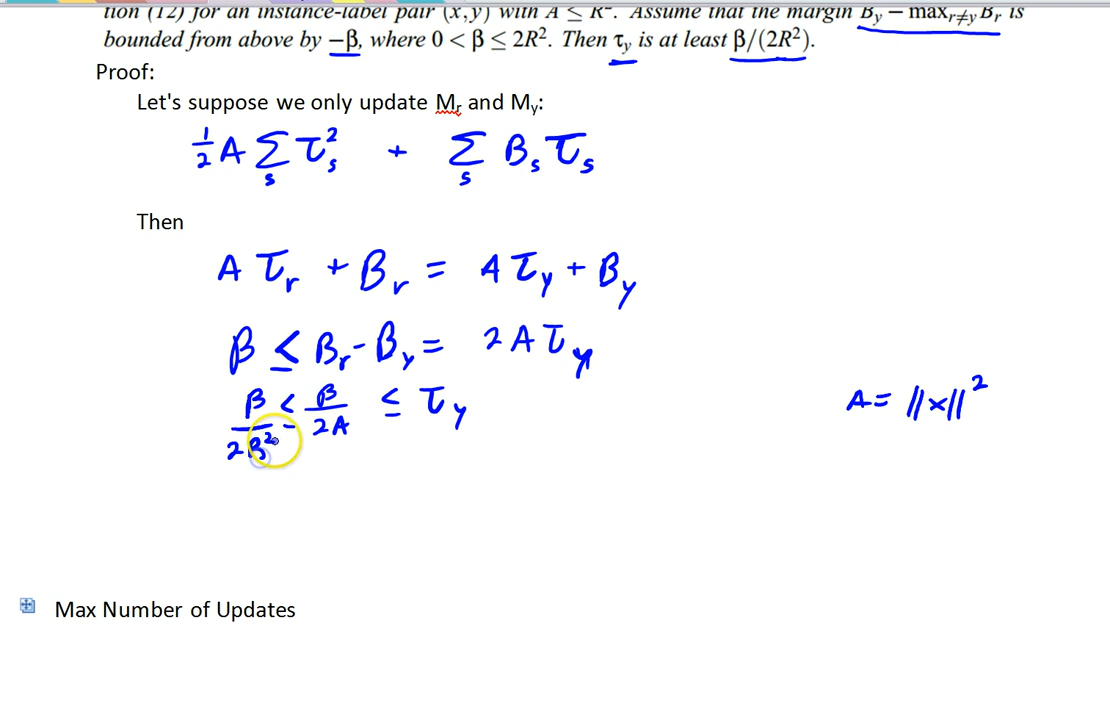 tion (12) for an instance-label pair (x,y) with A ≤ R². Assume that the margin B_y − max_{r≠y} B_r is
bounded from above by −β, where 0 < β ≤ 2R². Then τ_y is at least β/(2R²).
Proof:
Let's suppose we only update M_r and M_y:
½ A Σ_s τ_s² + Σ_s B_s τ_s
Then
A τ_r + B_r = A τ_y + B_y
β ≤ B_r - B_y = 2 A τ_y
β/2R² ≤ β/2A ≤ τ_y
A = ||x||²
Max Number of Updates